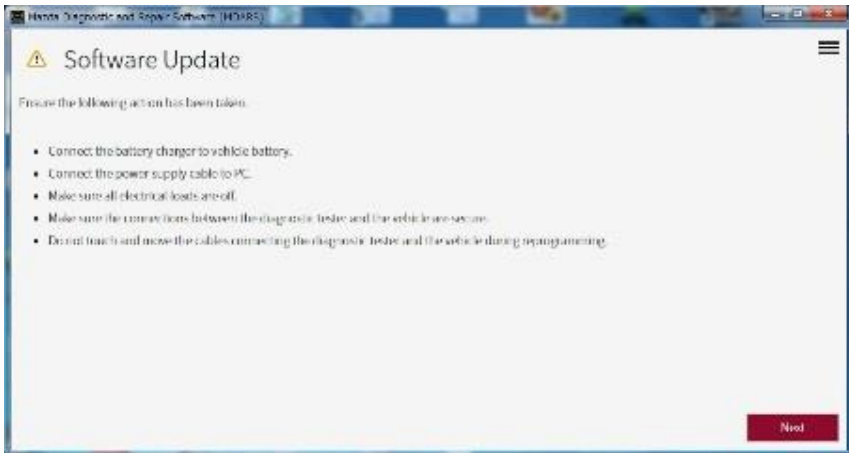 Mazda Diagnostic and Repair Software (MDARS)
Software Update
Ensure the following action has been taken.
• Connect the battery charger to vehicle battery.
• Connect the power supply cable to PC.
• Make sure all electrical loads are off.
• Make sure the connections between the diagnostic tester and the vehicle are secure.
• Do not touch and move the cables connecting the diagnostic tester and the vehicle during reprogramming.
Next